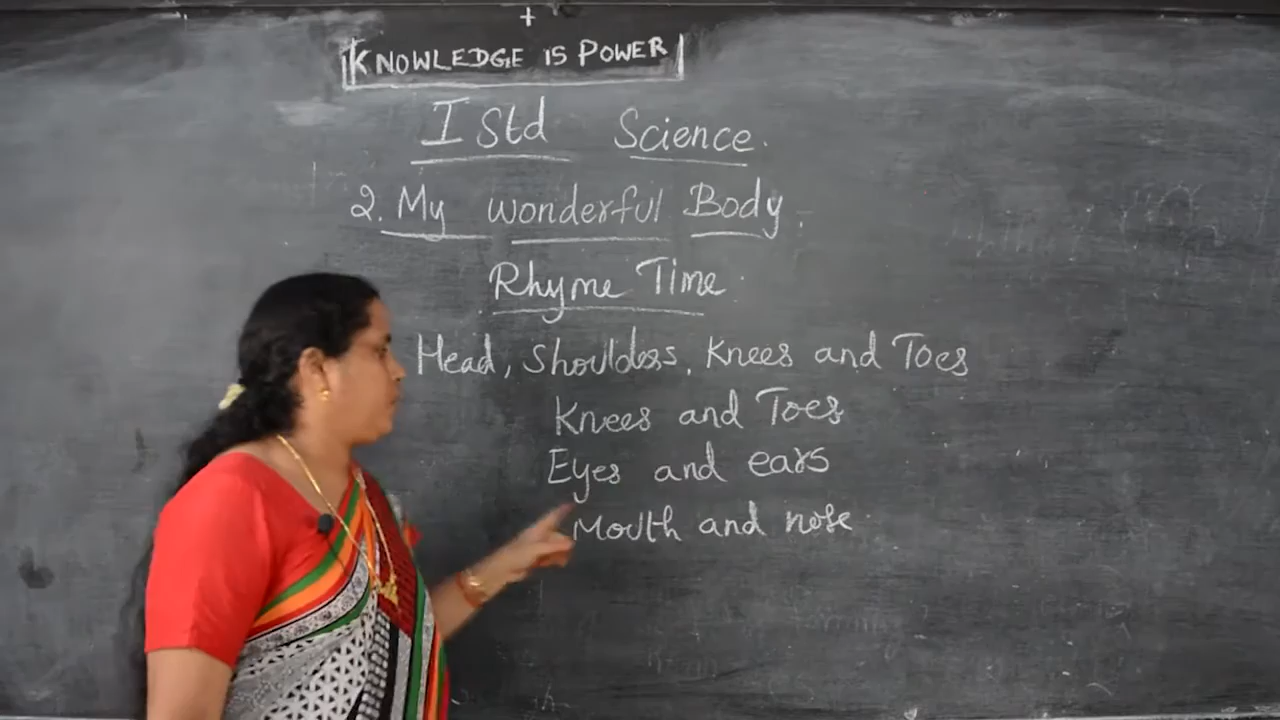 +
KNOWLEDGE IS POWER
I Std Science.
2. My wonderful Body.
Rhyme Time.
Head, Shoulders, Knees and Toes
Knees and Toes
Eyes and ears
Mouth and nose.